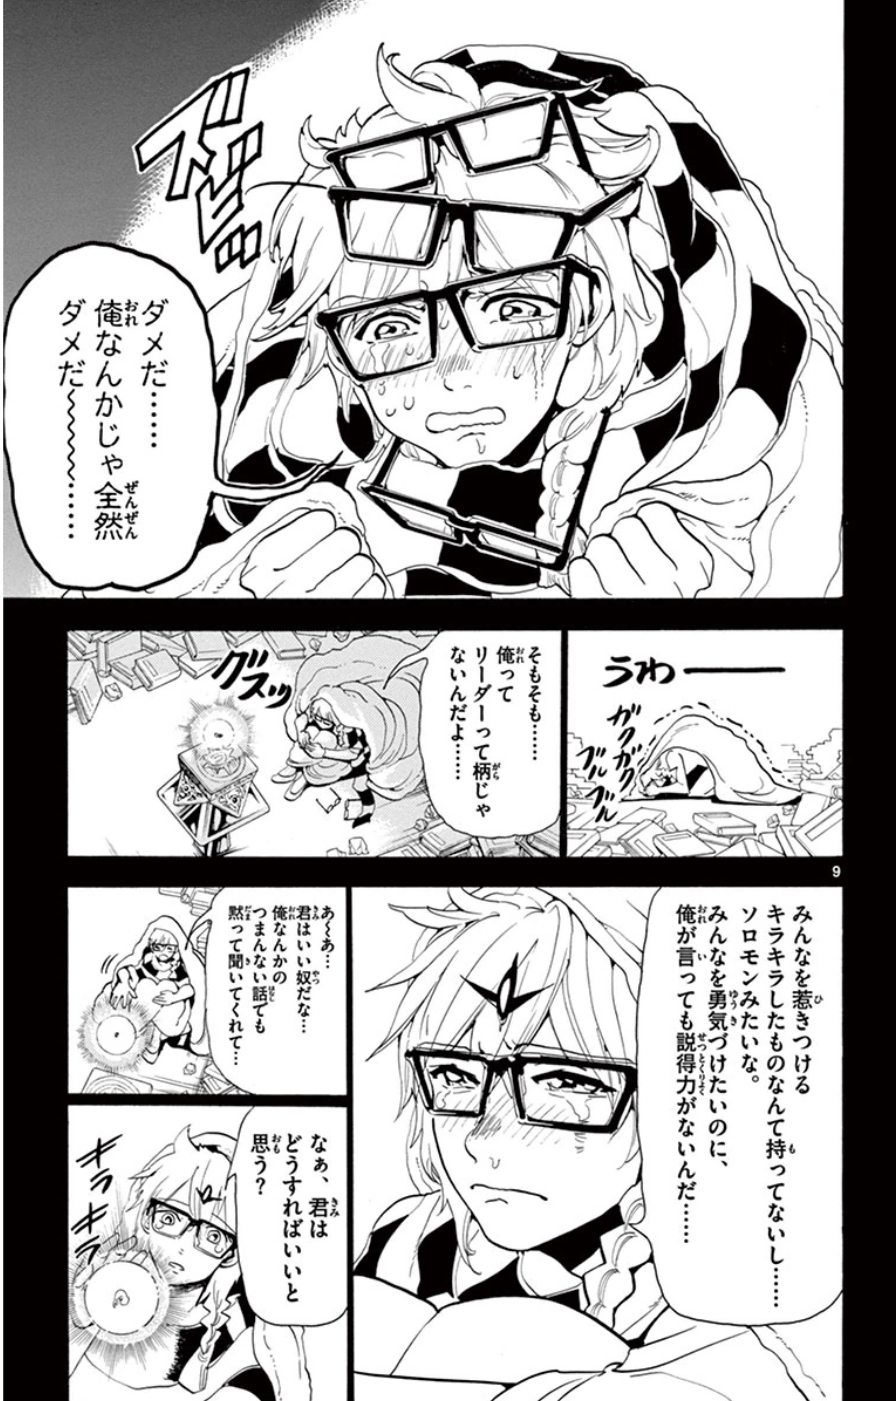 ズビビッ
ダメだ……
俺なんかじゃ全然
ダメだ〜〜〜〜……
うわ────
ガクガク
ブルブル
そもそも……
俺って
リーダーって柄じゃ
ないんだよ……
グスッ
9
みんなを惹きつける
キラキラしたものなんて持ってないし……
ソロモンみたいな。
みんなを勇気づけたいのに、
俺が言っても説得力がないんだ……
あ〜あ…
君はいい奴だな…
俺なんかの
つまんない話でも
黙って聞いてくれて…
なぁ、君は
どうすればいいと
思う?
キラ
キラ